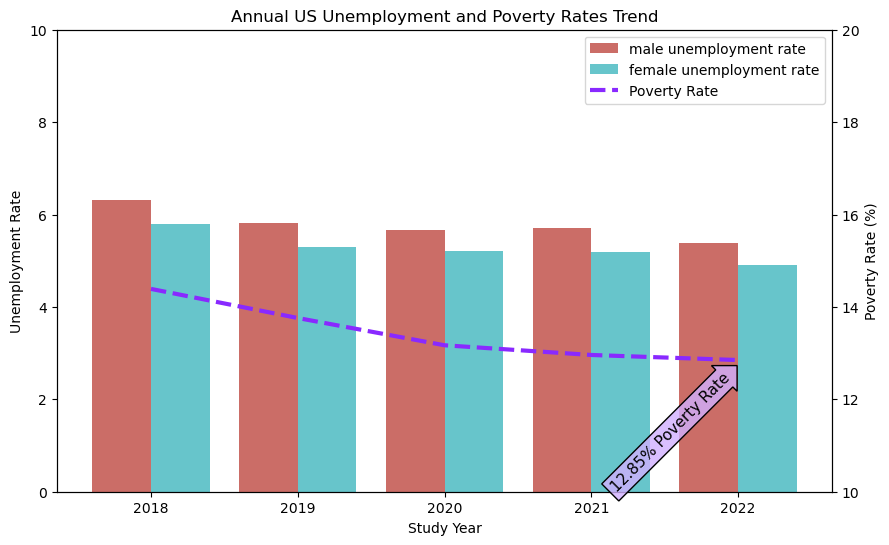 Annual US Unemployment and Poverty Rates Trend
10
8
6
4
2
0
Unemployment Rate
20
18
16
14
12
10
Poverty Rate (%)
male unemployment rate
female unemployment rate
Poverty Rate
12.85% Poverty Rate
2018 2019 2020 2021 2022
Study Year